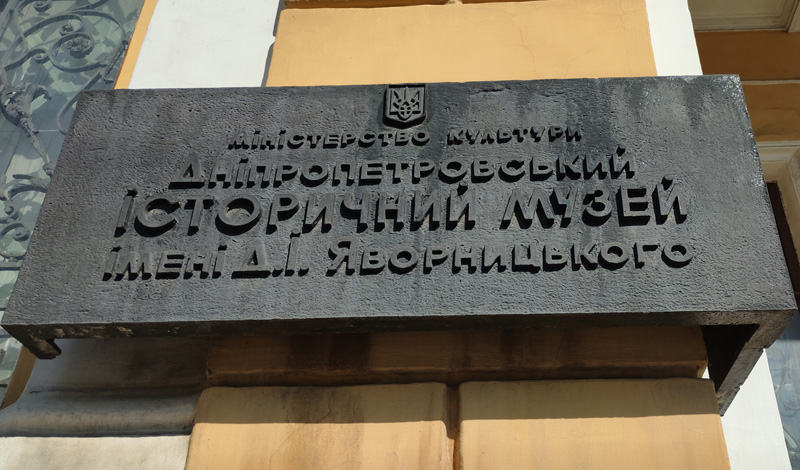 МІНІСТЕРСТВО КУЛЬТУРИ
ДНІПРОПЕТРОВСЬКИЙ
ІСТОРИЧНИЙ МУЗЕЙ
ІМЕНІ Д.І. ЯВОРНИЦЬКОГО